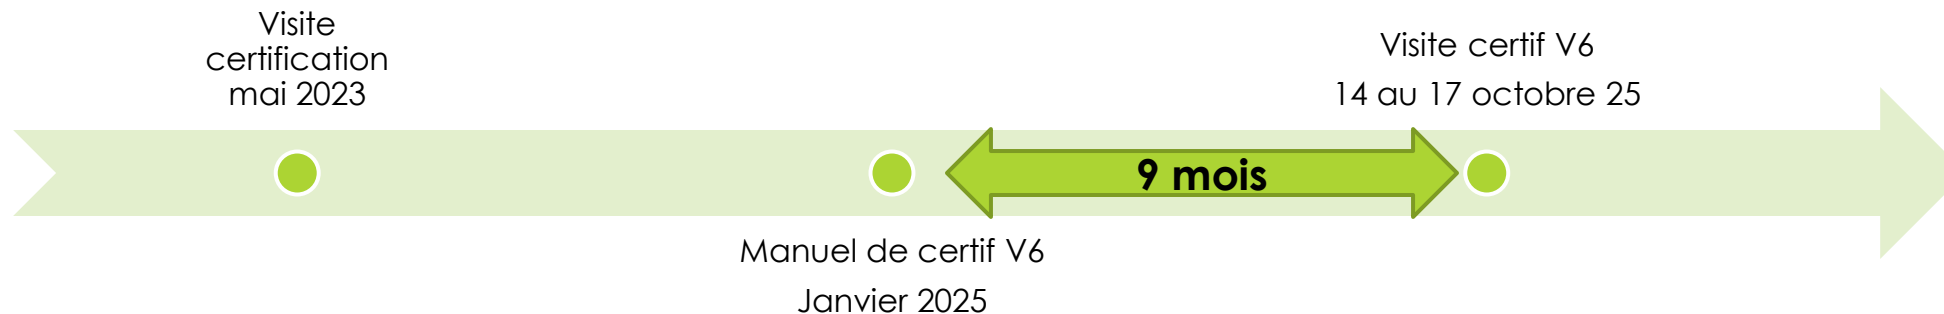 Visite
certification
mai 2023
Visite certif V6
14 au 17 octobre 25
9 mois
Manuel de certif V6
Janvier 2025